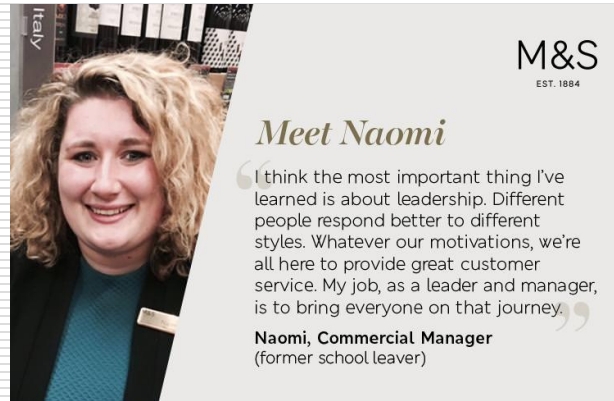 Italy
M&S
EST. 1884
Meet Naomi
“I think the most important thing I’ve
learned is about leadership. Different
people respond better to different
styles. Whatever our motivations, we’re
all here to provide great customer
service. My job, as a leader and manager,
is to bring everyone on that journey.”
Naomi, Commercial Manager
(former school leaver)